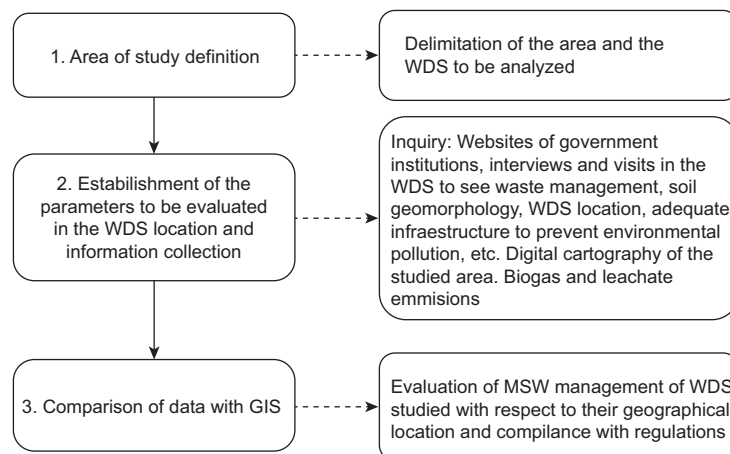 1. Area of study definition
Delimitation of the area and the
WDS to be analyzed
2. Estabilishment of the
parameters to be evaluated
in the WDS location and
information collection
Inquiry: Websites of government
institutions, interviews and visits in the
WDS to see waste management, soil
geomorphology, WDS location, adequate
infraestructure to prevent environmental
pollution, etc. Digital cartography of the
studied area. Biogas and leachate
emmisions
3. Comparison of data with GIS
Evaluation of MSW management of WDS
studied with respect to their geographical
location and compilance with regulations